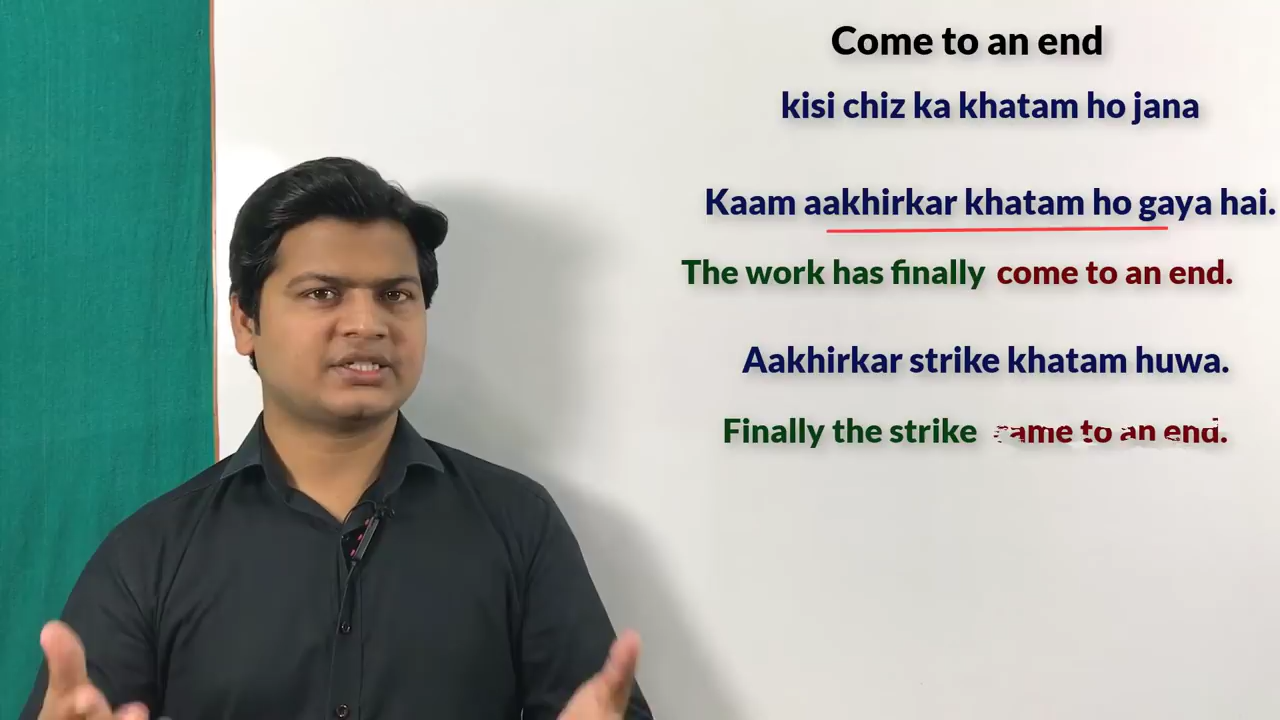 Come to an end
kisi chiz ka khatam ho jana
Kaam aakhirkar khatam ho gaya hai.
The work has finally come to an end.
Aakhirkar strike khatam huwa.
Finally the strike came to an end.